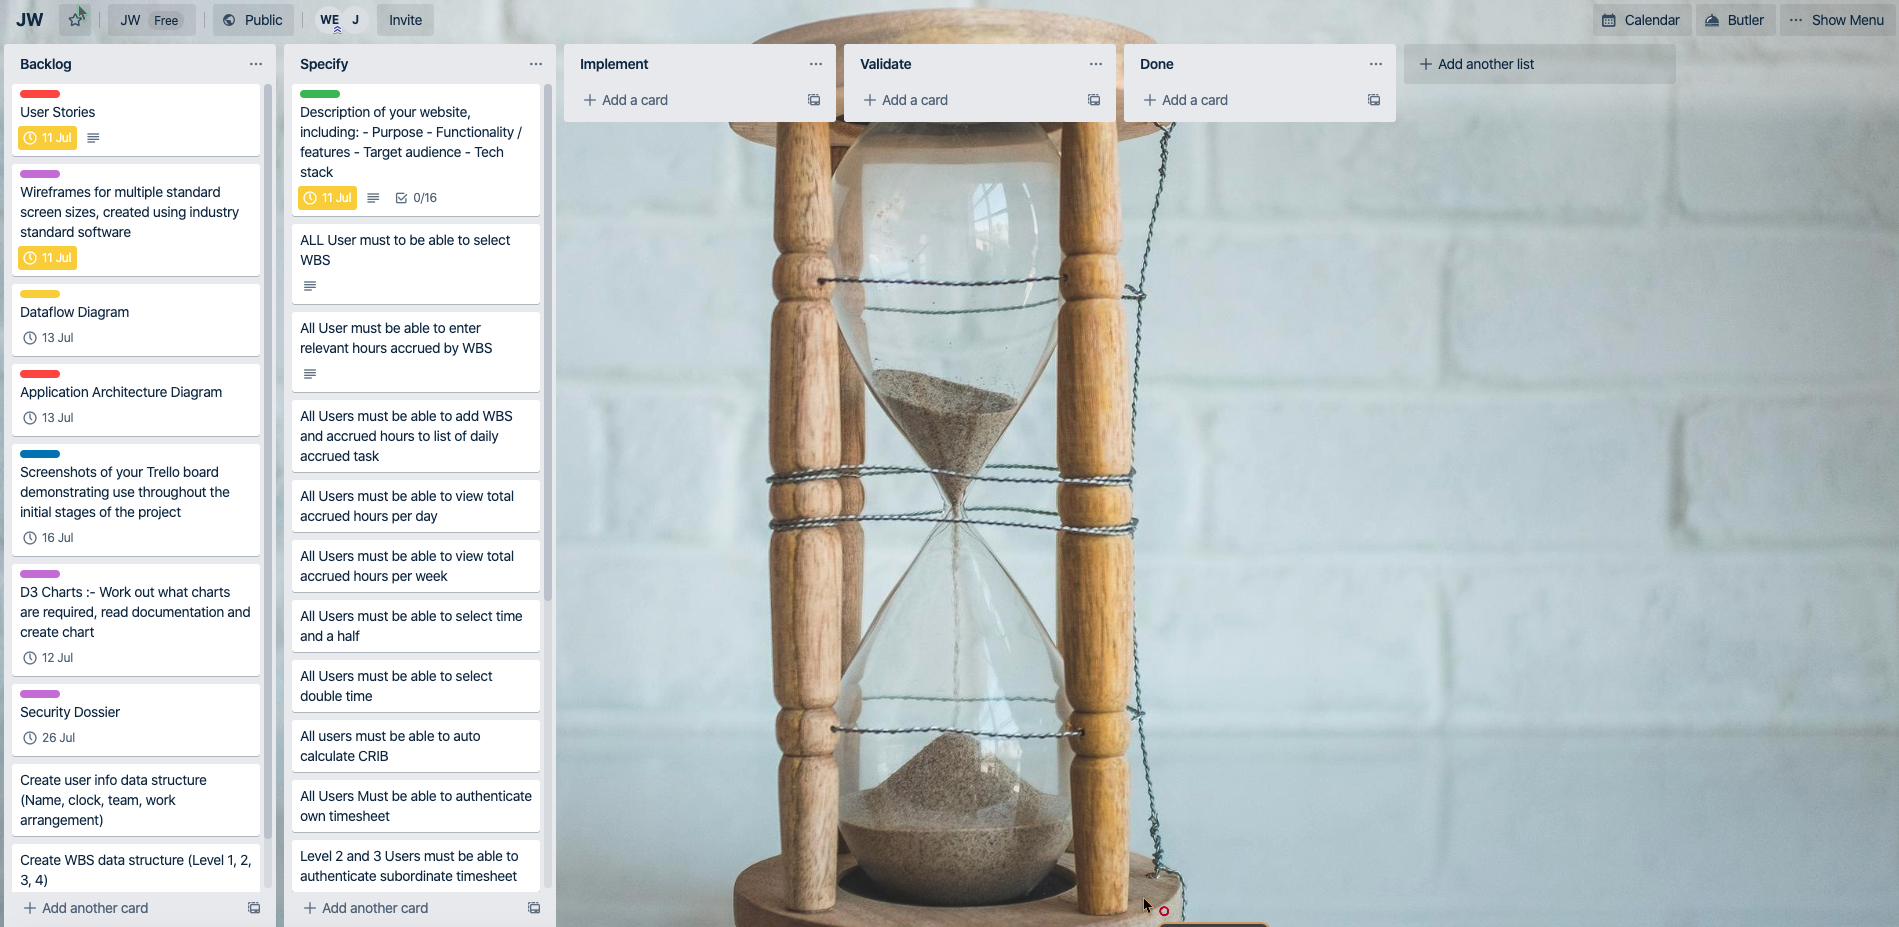 JW
JW Free
Public
WE J
Invite
Calendar
Butler
Show Menu
Backlog
User Stories
11 Jul
Wireframes for multiple standard
screen sizes, created using industry
standard software
11 Jul
Dataflow Diagram
13 Jul
Application Architecture Diagram
13 Jul
Screenshots of your Trello board
demonstrating use throughout the
initial stages of the project
16 Jul
D3 Charts :- Work out what charts
are required, read documentation and
create chart
12 Jul
Security Dossier
26 Jul
Create user info data structure
(Name, clock, team, work
arrangement)
Create WBS data structure (Level 1, 2,
3, 4)
+ Add another card
Specify
Description of your website,
including: - Purpose - Functionality /
features - Target audience - Tech
stack
11 Jul 0/16
ALL User must to be able to select
WBS
All User must be able to enter
relevant hours accrued by WBS
All Users must be able to add WBS
and accrued hours to list of daily
accrued task
All Users must be able to view total
accrued hours per day
All Users must be able to view total
accrued hours per week
All Users must be able to select time
and a half
All Users must be able to select
double time
All users must be able to auto
calculate CRIB
All Users Must be able to authenticate
own timesheet
Level 2 and 3 Users must be able to
authenticate subordinate timesheet
+ Add another card
Implement
+ Add a card
Validate
+ Add a card
Done
+ Add a card
+ Add another list